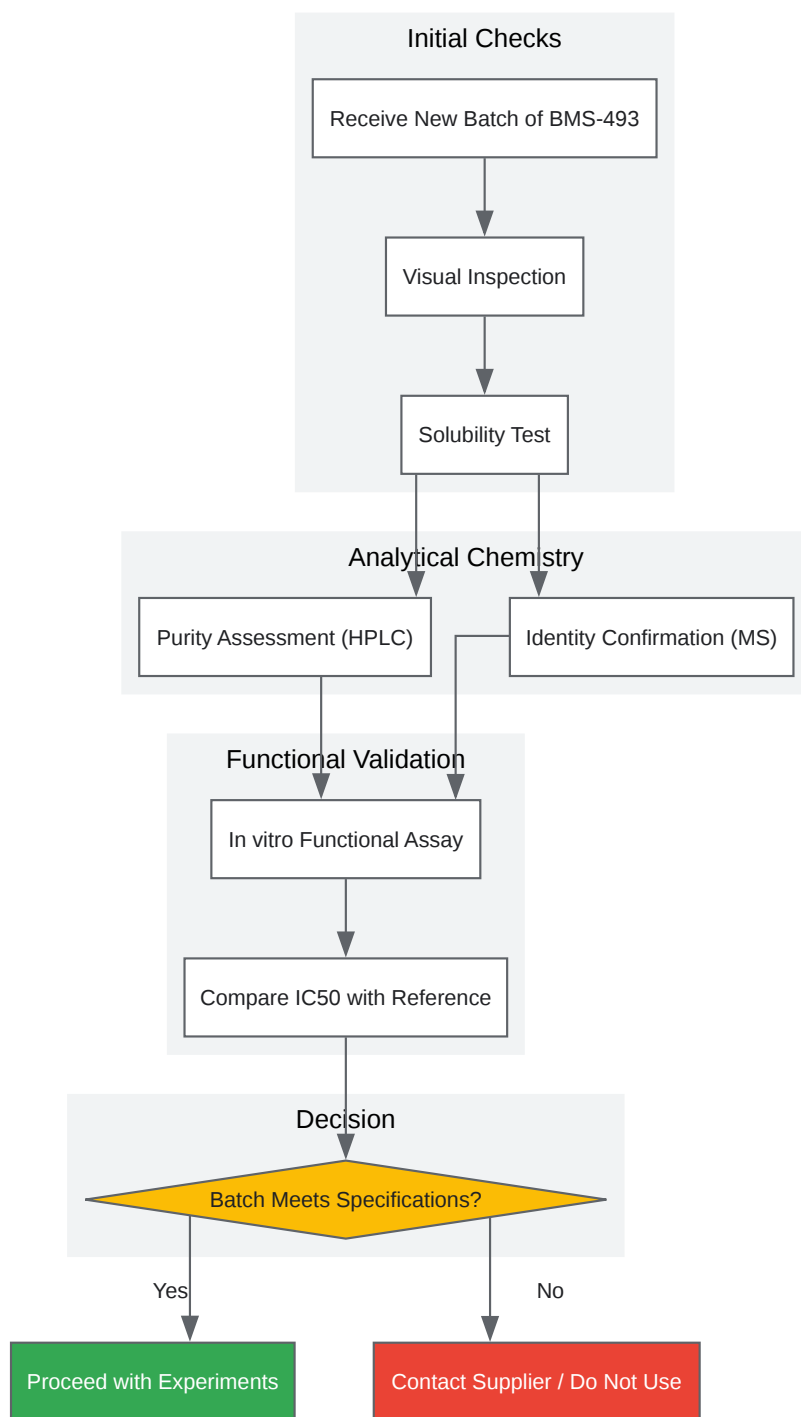 Initial Checks
Receive New Batch of BMS-493
Visual Inspection
Solubility Test
Analytical Chemistry
Purity Assessment (HPLC)
Identity Confirmation (MS)
Functional Validation
In vitro Functional Assay
Compare IC50 with Reference
Decision
Batch Meets Specifications?
Yes
No
Proceed with Experiments
Contact Supplier / Do Not Use